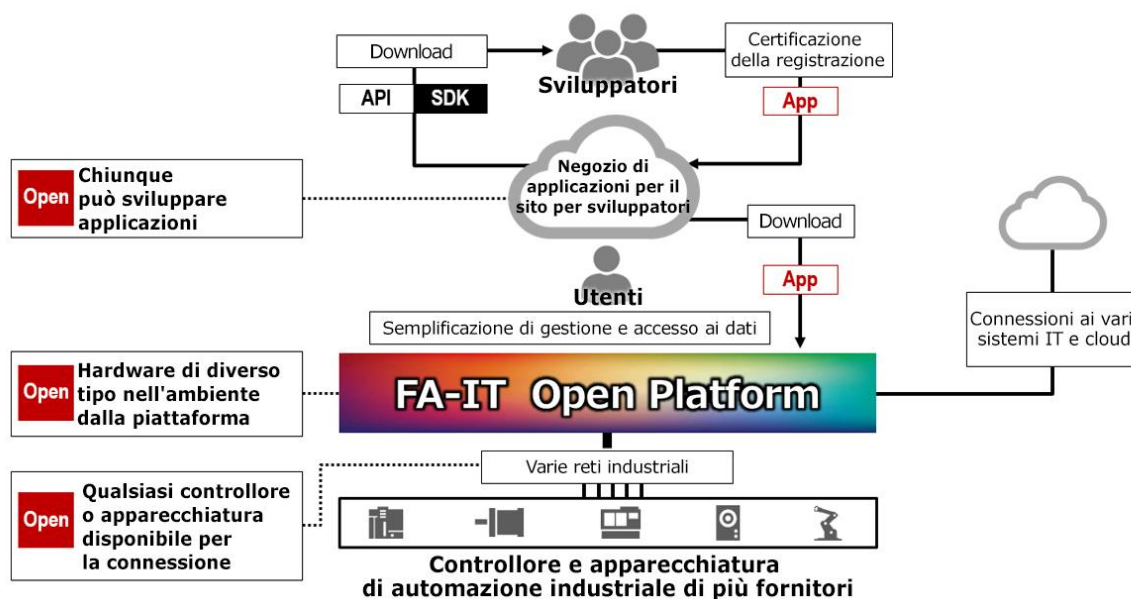 Download
API
SDK
Sviluppatori
Certificazione
della registrazione
App
Open
Chiunque
può sviluppare
applicazioni
Negozio di
applicazioni per il
sito per sviluppatori
Download
App
Utenti
Semplificazione di gestione e accesso ai dati
Connessioni ai vari
sistemi IT e cloud
Open
Hardware di diverso
tipo nell'ambiente
dalla piattaforma
FA-IT Open Platform
Varie reti industriali
Open
Qualsiasi controllore
o apparecchiatura
disponibile per
la connessione
Controllore e apparecchiatura
di automazione industriale di più fornitori